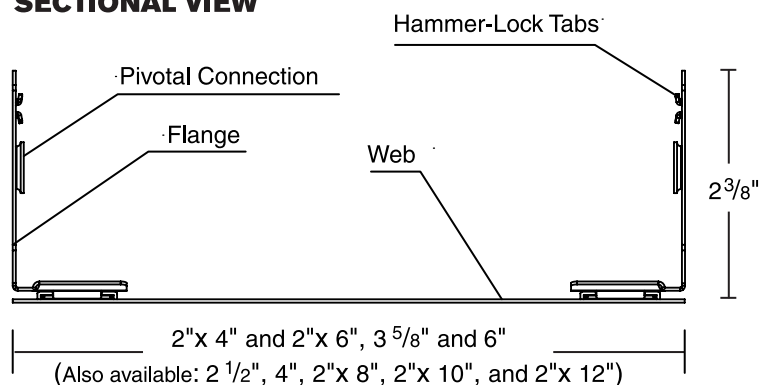 SECTIONAL VIEW
Hammer-Lock Tabs
Pivotal Connection
Flange
Web
2 3/8"
2"x 4" and 2"x 6", 3 5/8" and 6"
(Also available: 2 1/2", 4", 2"x 8", 2"x 10", and 2"x 12")